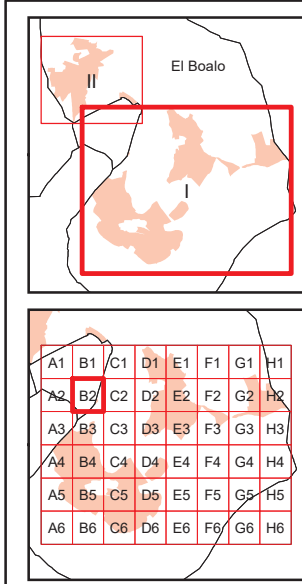 El Boalo
II
I
A1 B1 C1 D1 E1 F1 G1 H1
A2 B2 C2 D2 E2 F2 G2 H2
A3 B3 C3 D3 E3 F3 G3 H3
A4 B4 C4 D4 E4 F4 G4 H4
A5 B5 C5 D5 E5 F5 G5 H5
A6 B6 C6 D6 E6 F6 G6 H6